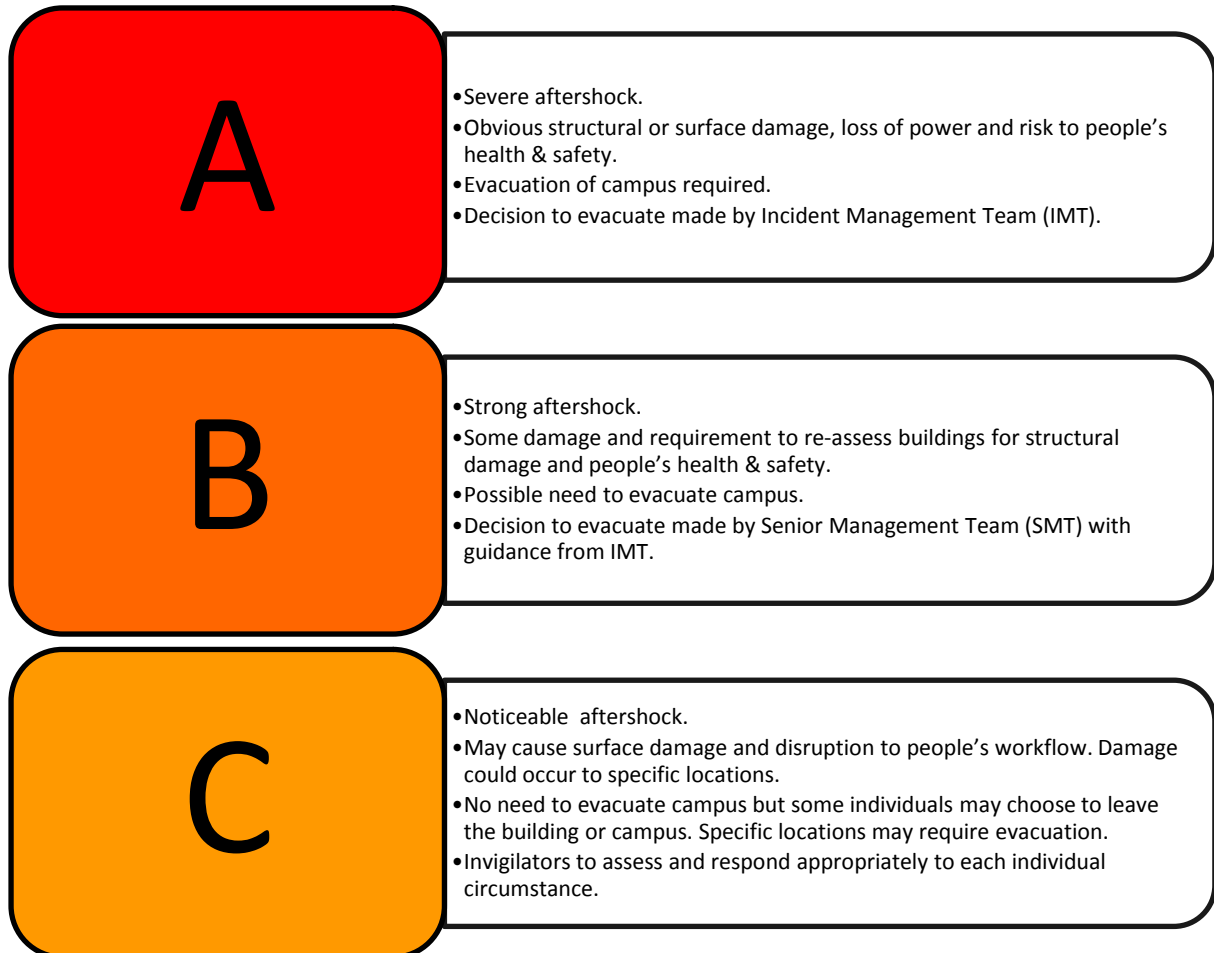 A
•Severe aftershock.
•Obvious structural or surface damage, loss of power and risk to people’s
health & safety.
•Evacuation of campus required.
•Decision to evacuate made by Incident Management Team (IMT).
B
•Strong aftershock.
•Some damage and requirement to re-assess buildings for structural
damage and people’s health & safety.
•Possible need to evacuate campus.
•Decision to evacuate made by Senior Management Team (SMT) with
guidance from IMT.
C
•Noticeable  aftershock.
•May cause surface damage and disruption to people’s workflow. Damage
could occur to specific locations.
•No need to evacuate campus but some individuals may choose to leave
the building or campus. Specific locations may require evacuation.
•Invigilators to assess and respond appropriately to each individual
circumstance.